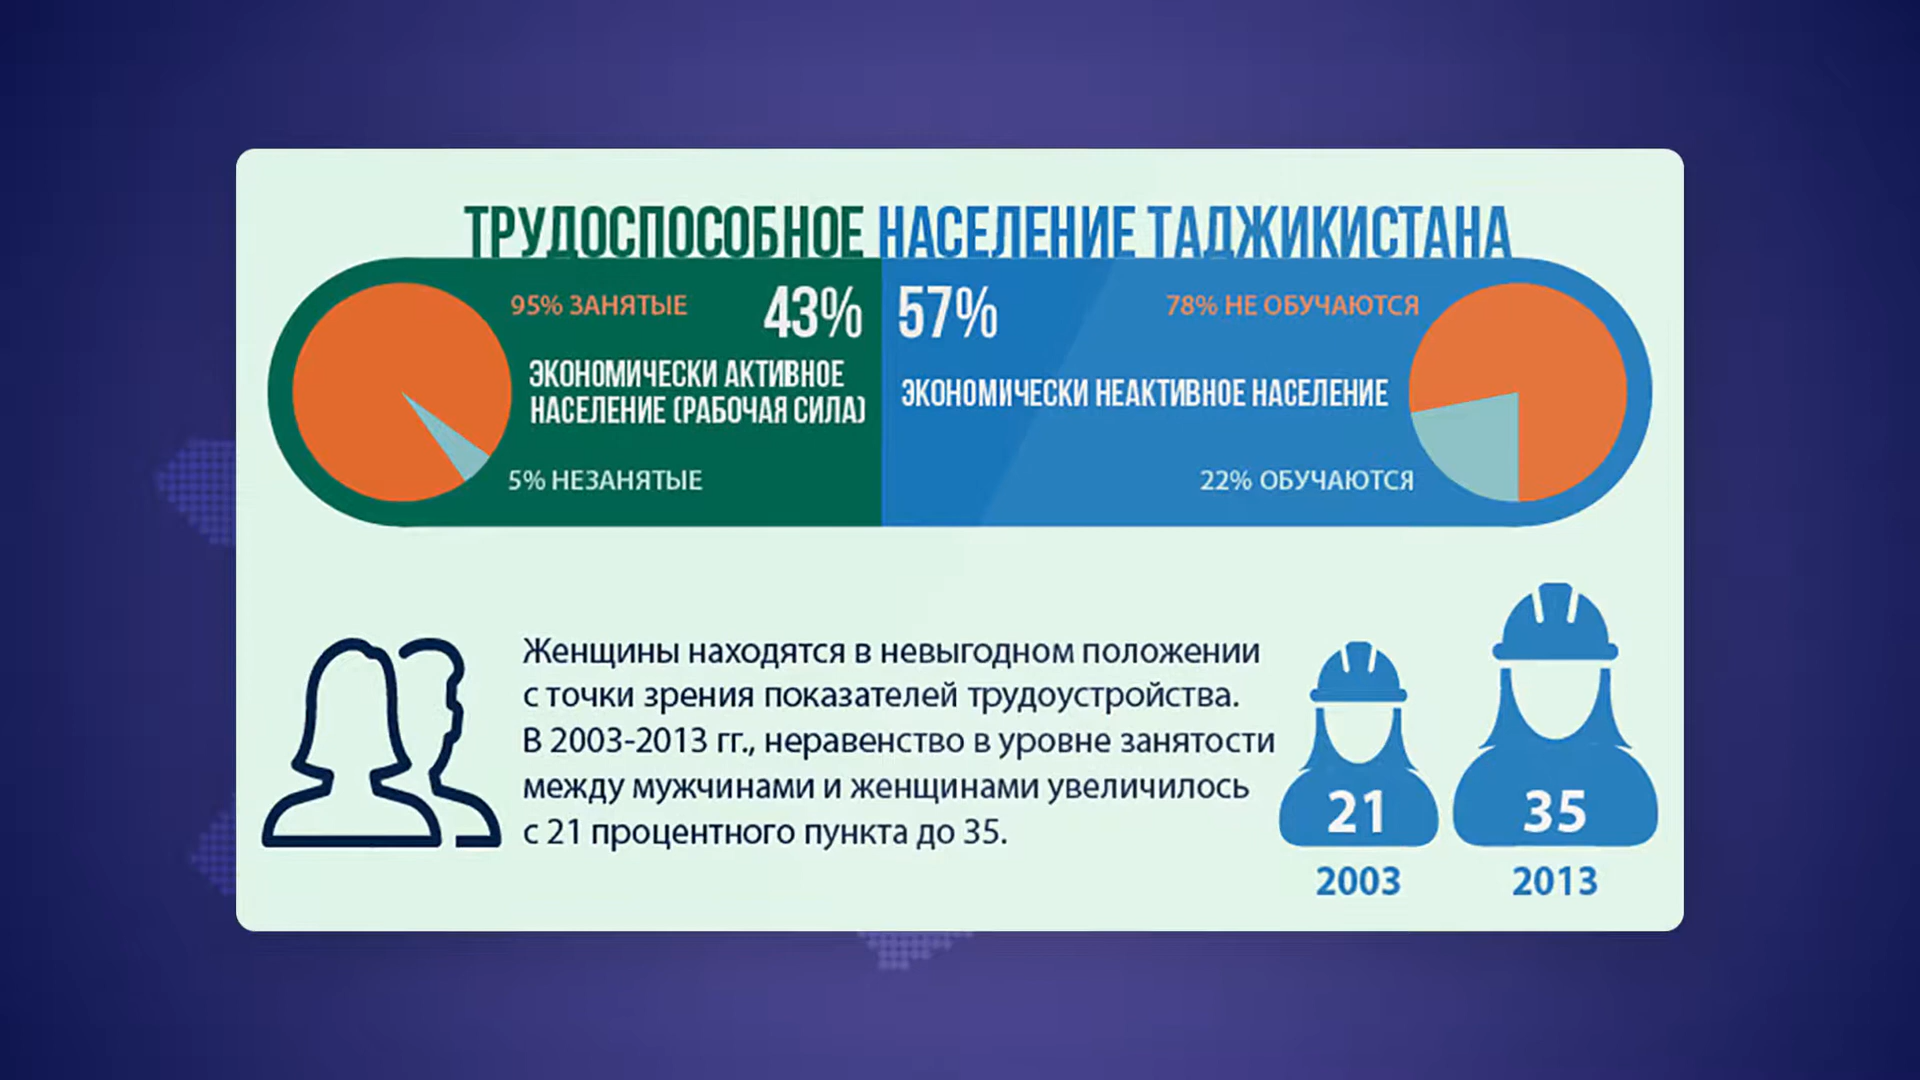 ТРУДОСПОСОБНОЕ НАСЕЛЕНИЕ ТАДЖИКИСТАНА
95% ЗАНЯТЫЕ
43%
57%
78% НЕ ОБУЧАЮТСЯ
ЭКОНОМИЧЕСКИ АКТИВНОЕ
НАСЕЛЕНИЕ (РАБОЧАЯ СИЛА)
ЭКОНОМИЧЕСКИ НЕАКТИВНОЕ НАСЕЛЕНИЕ
5% НЕЗАНЯТЫЕ
22% ОБУЧАЮТСЯ
Женщины находятся в невыгодном положении
с точки зрения показателей трудоустройства.
В 2003-2013 гг., неравенство в уровне занятости
между мужчинами и женщинами увеличилось
с 21 процентного пункта до 35.
21
35
2003
2013